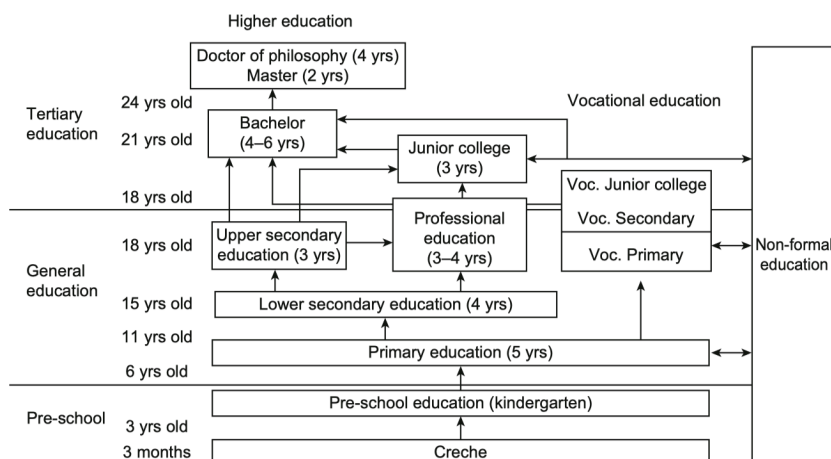 Higher education
Doctor of philosophy (4 yrs)
Master (2 yrs)
24 yrs old
Vocational education
Tertiary
education
Bachelor
(4–6 yrs)
21 yrs old
Junior college
(3 yrs)
18 yrs old
Voc. Junior college
Voc. Secondary
Voc. Primary
Professional
education
(3–4 yrs)
Upper secondary
education (3 yrs)
18 yrs old
Non-formal
education
General
education
15 yrs old
Lower secondary education (4 yrs)
11 yrs old
Primary education (5 yrs)
6 yrs old
Pre-school education (kindergarten)
Pre-school
3 yrs old
3 months
Creche